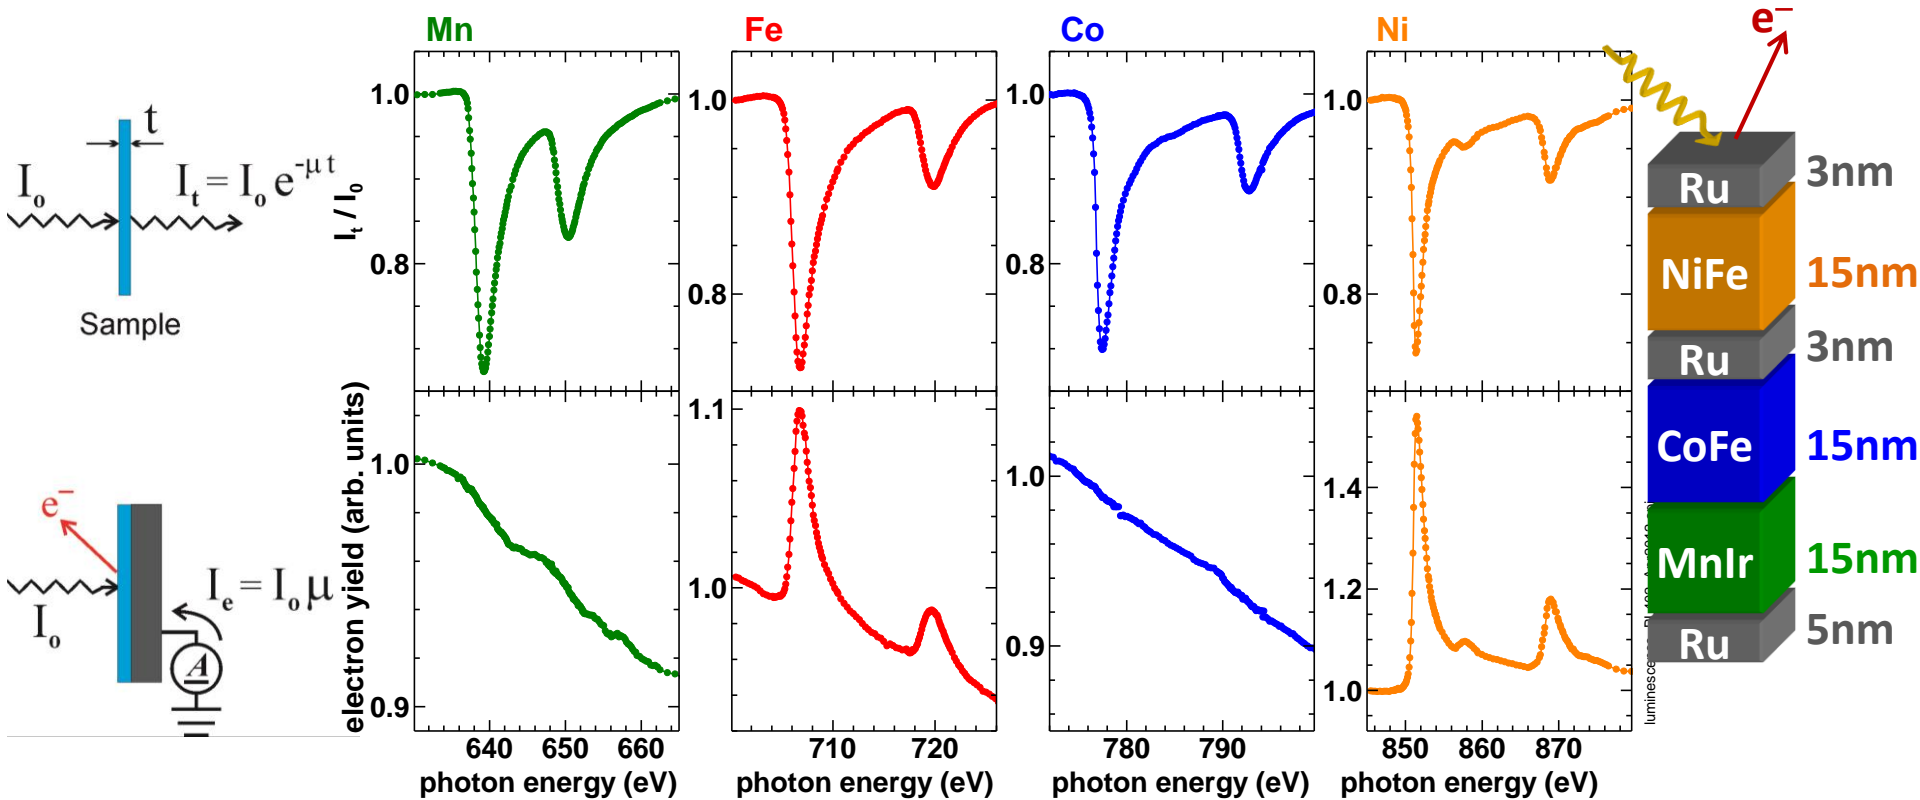 t
I₀
Iₜ = I₀ e^-μ t
Sample
e⁻
I₀
Iₑ = I₀ μ
A
Iₜ / I₀
electron yield (arb. units)
Mn
1.0
0.8
1.0
0.9
640 650 660
photon energy (eV)
Fe
1.0
0.8
1.1
1.0
710 720
photon energy (eV)
Co
1.0
0.8
1.0
0.9
780 790
photon energy (eV)
Ni
1.0
0.8
1.4
1.2
1.0
850 860 870
photon energy (eV)
e⁻
Ru 3nm
NiFe 15nm
Ru 3nm
CoFe 15nm
MnIr 15nm
Ru 5nm